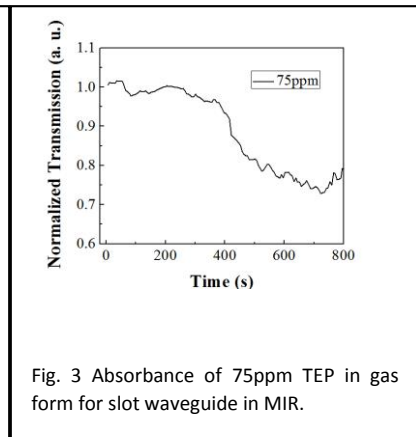 1.1
1.0
0.9
0.8
0.7
0.6
Normalized Transmission (a. u.)
75ppm
0 200 400 600 800
Time (s)
Fig. 3 Absorbance of 75ppm TEP in gas
form for slot waveguide in MIR.